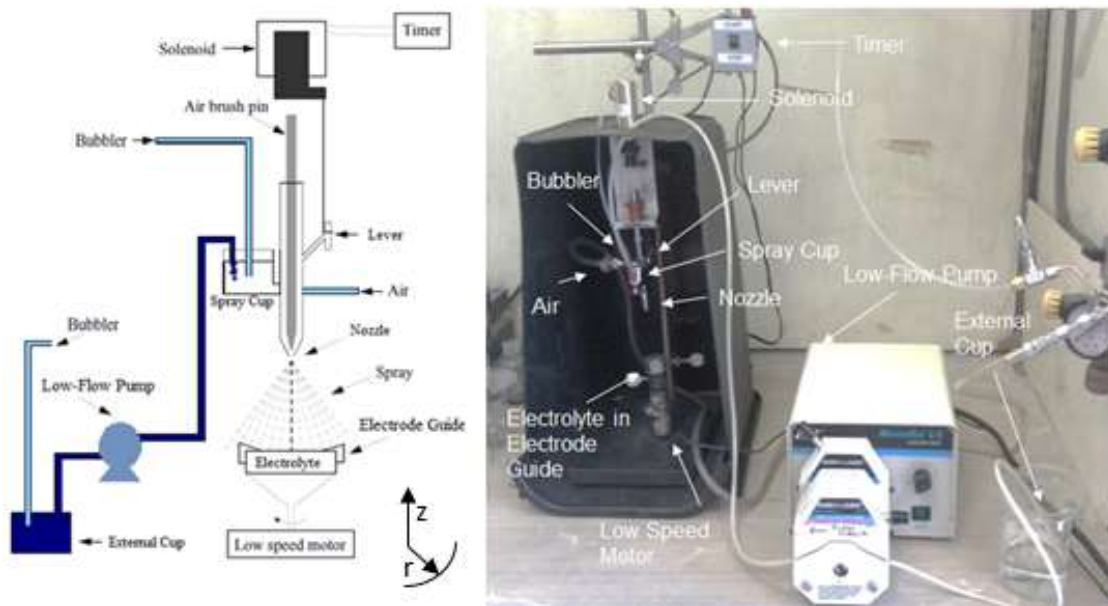 Timer
Solenoid
Air brush pin
Bubbler
Lever
Spray Cup
Air
Bubbler
Nozzle
Low-Flow Pump
Spray
Electrode Guide
Electrolyte
External Cup
Low speed motor
z
r
Timer
Solenoid
Bubbler
Lever
Spray Cup
Low-Flow Pump
Air
Nozzle
External
Cup
Electrolyte in
Electrode
Guide
Low Speed
Motor